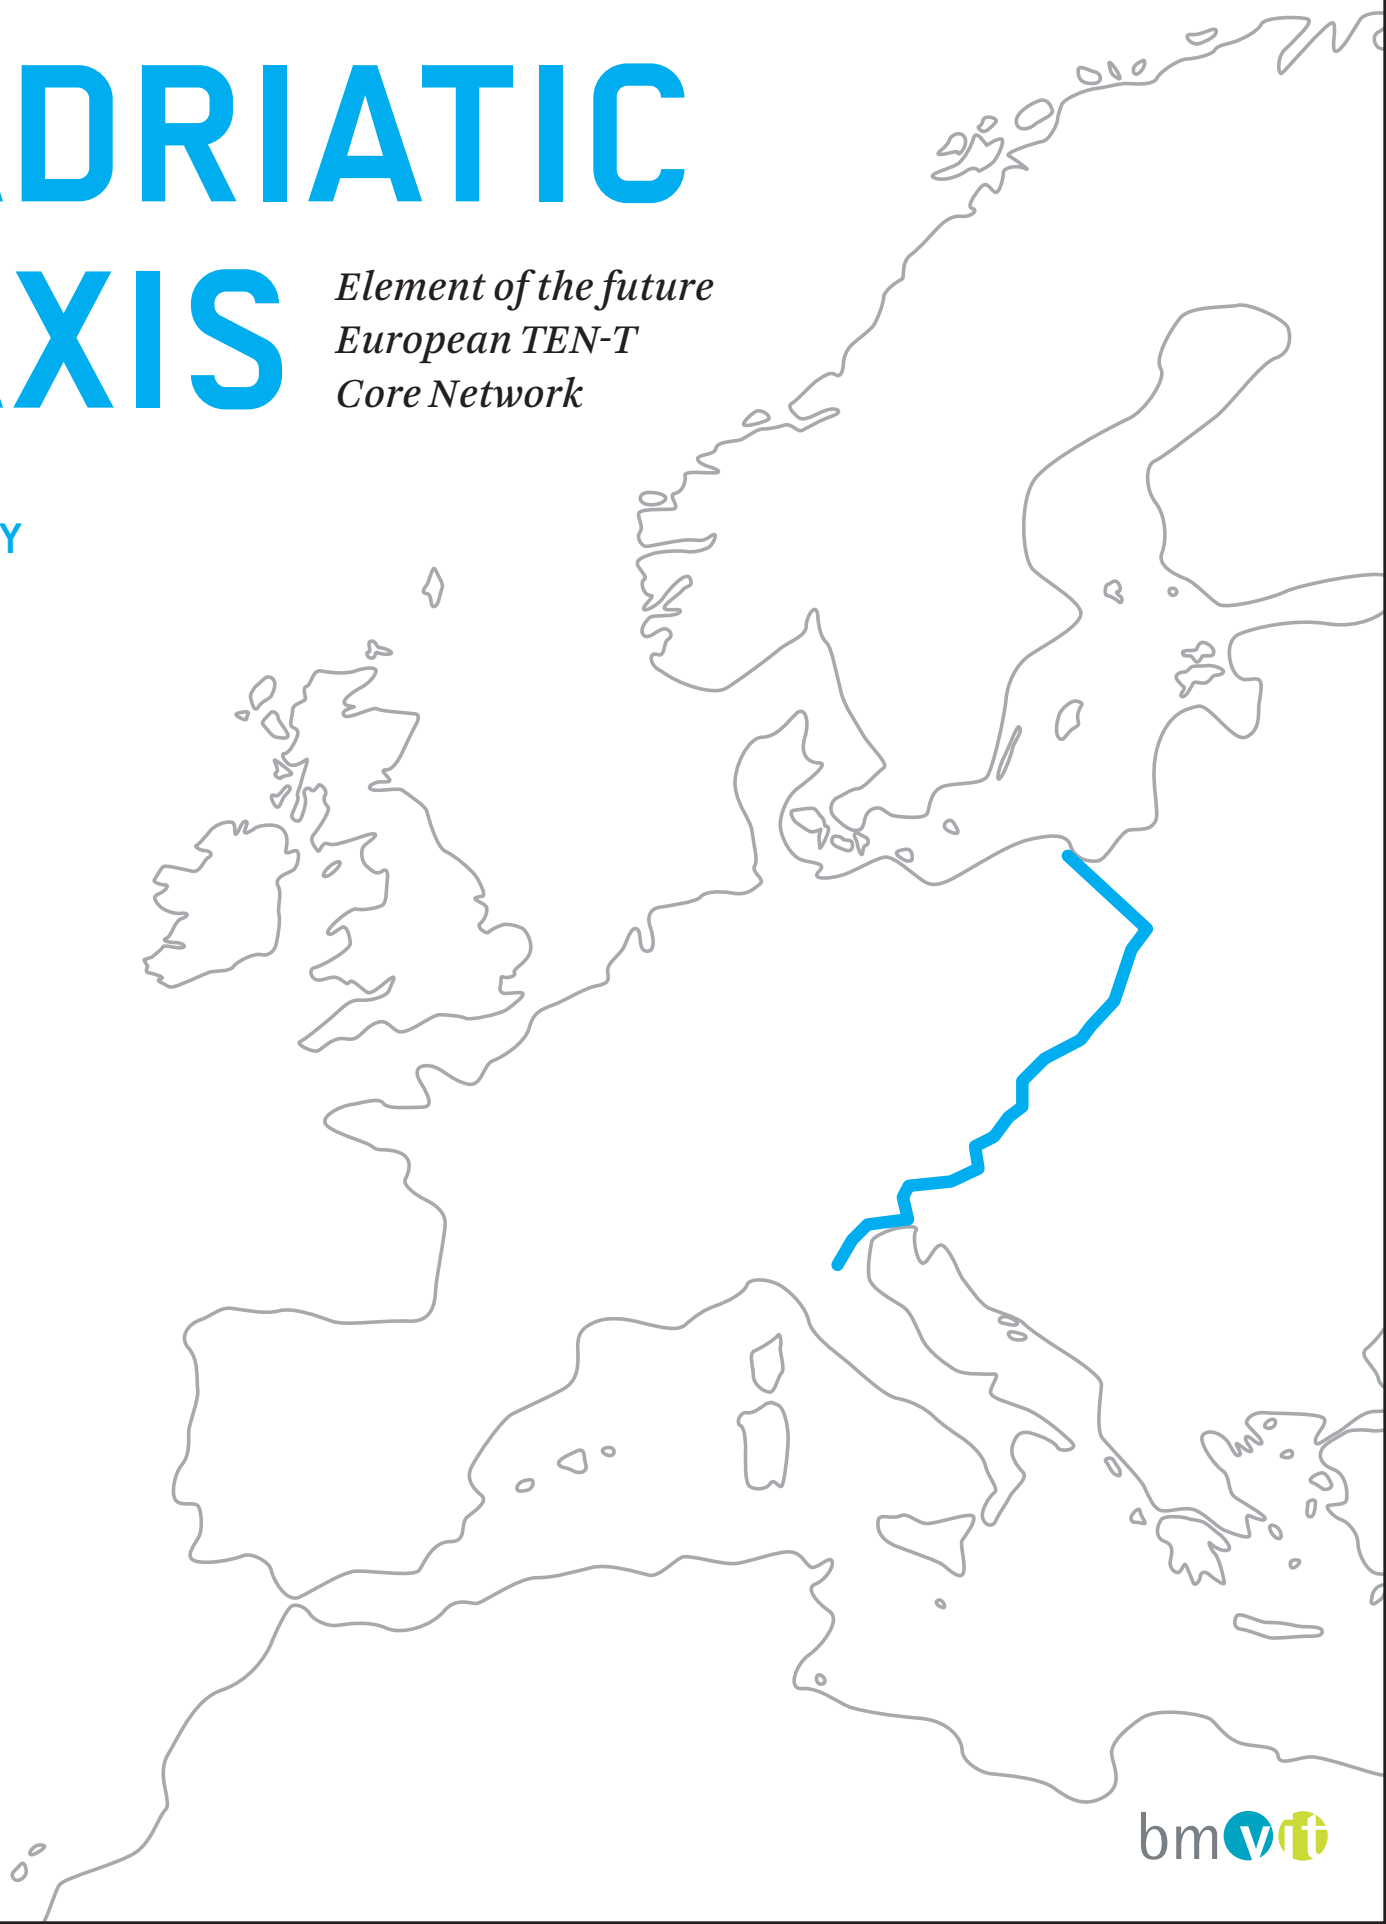 ADRIATIC
AXIS
Element of the future
European TEN-T
Core Network
Y
bmvit